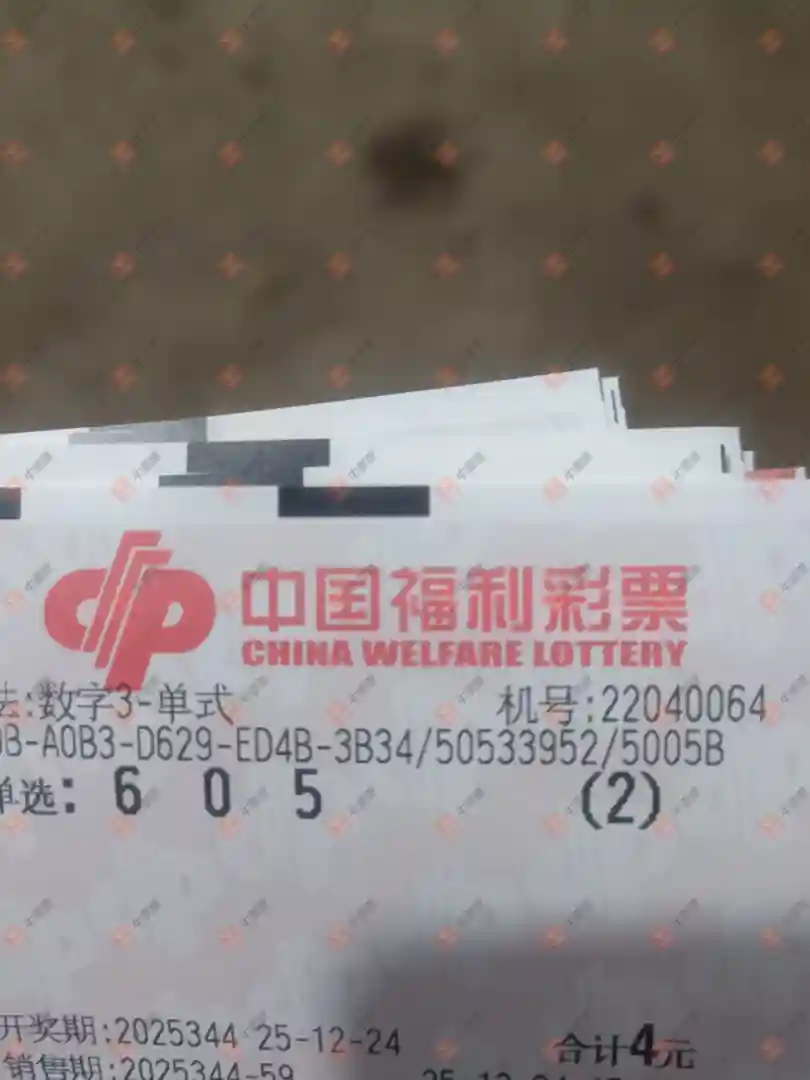 中国福利彩票
CHINA WELFARE LOTTERY
法:数字3-单式 机号:22040064
0B-A0B3-D629-ED4B-3B34/50533952/5005B
单选: 6 0 5 (2)
开奖期:2025344 25-12-24 合计4元
销售期:2025344-59